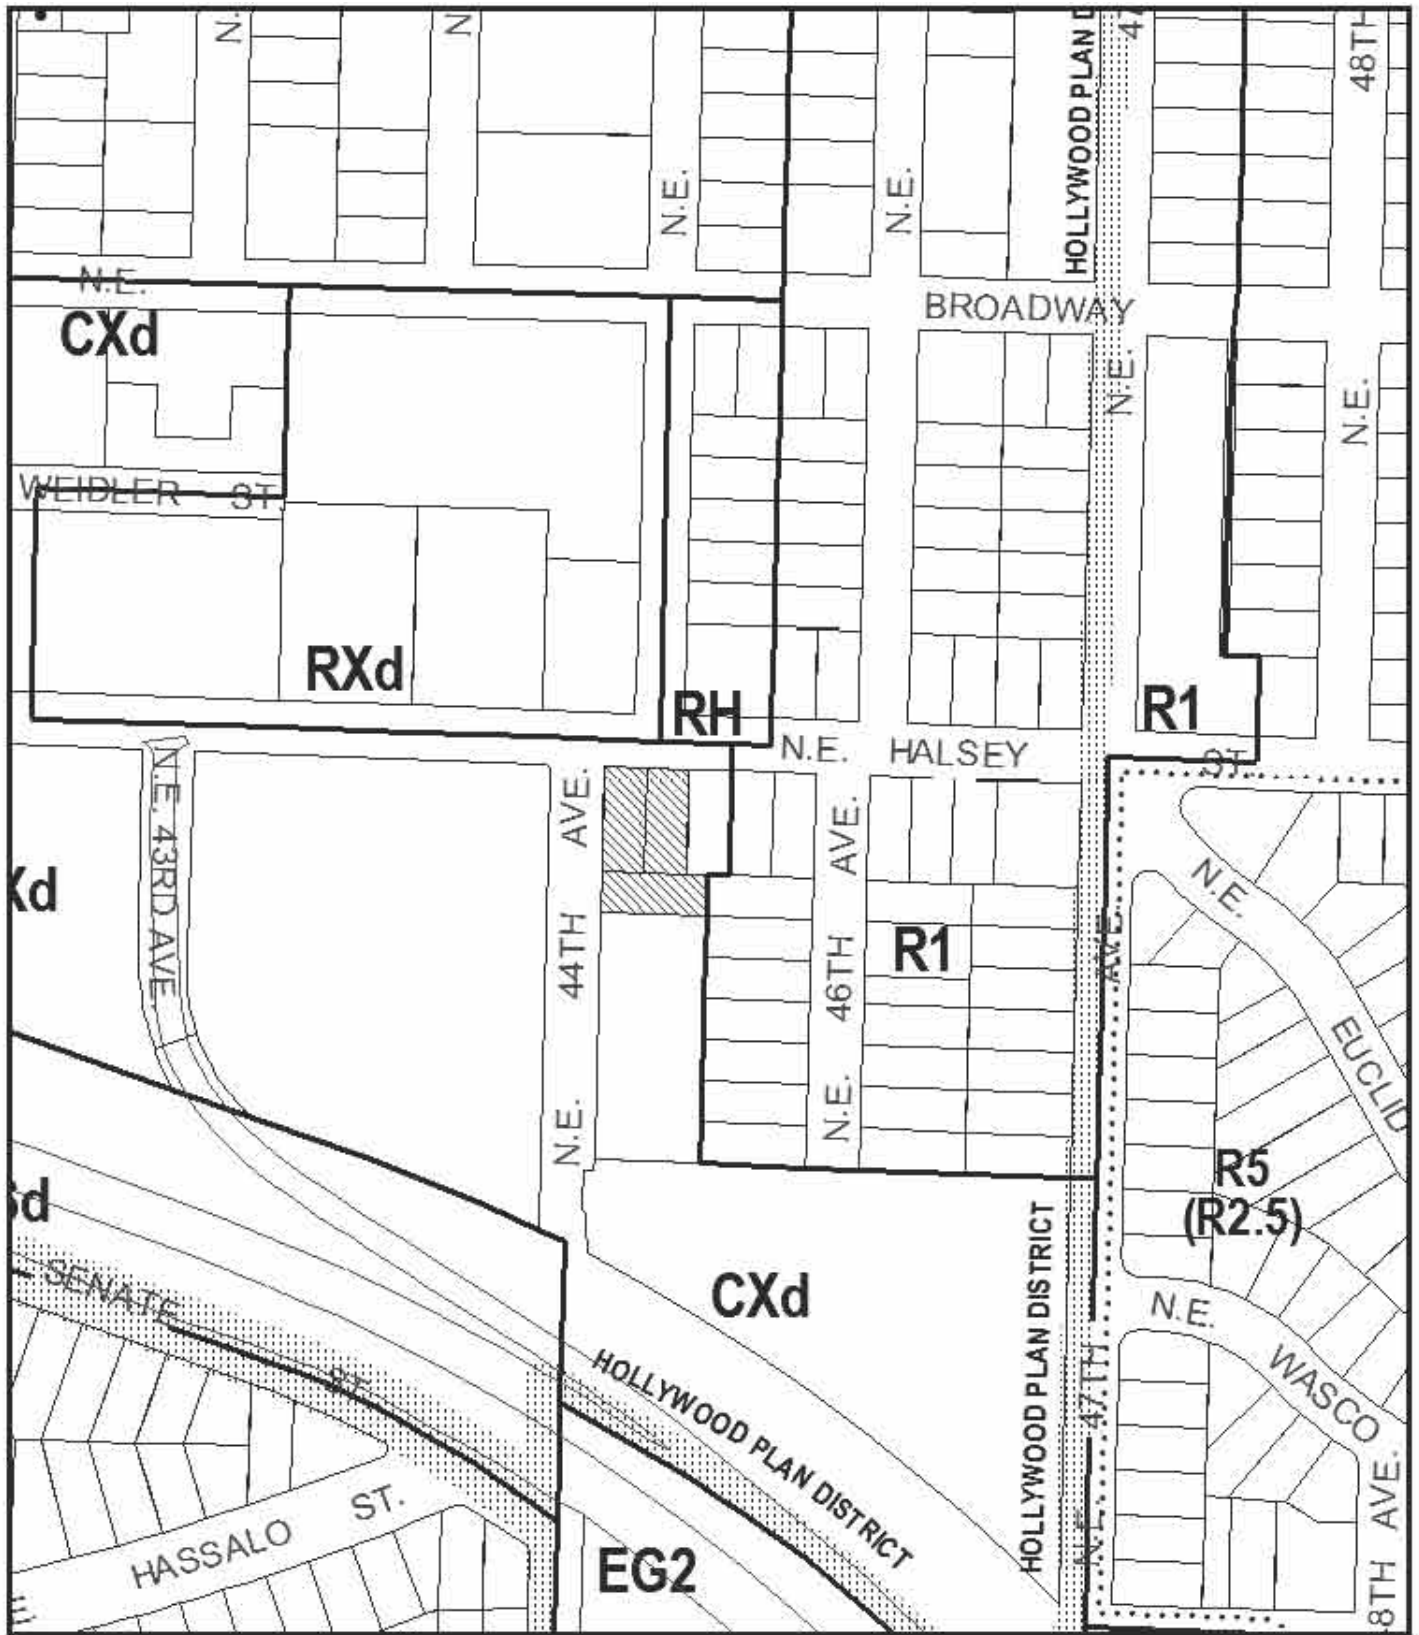 N.
N
47
48TH
HOLLYWOOD PLAN D
N.E.
N.E.
N.E.
BROADWAY
CXd
N.E.
N.E.
WEIDLER ST.
RXd
RH
R1
N.E. HALSEY
ST.
N.E. 43RD AVE.
N.E. 44TH AVE.
N.E. 46TH AVE.
Xd
R1
AVE.
N.E.
EUCLID
R5
(R2.5)
Sd
SENATE
ST.
CXd
HOLLYWOOD PLAN DISTRICT
HOLLYWOOD PLAN DISTRICT
N.E. 47TH
N.E.
WASCO
8TH AVE.
HASSALO ST.
EG2